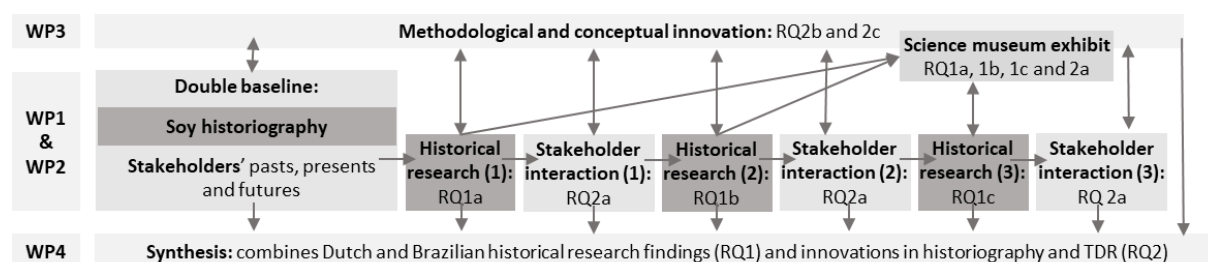 WP3
Methodological and conceptual innovation: RQ2b and 2c
Science museum exhibit
RQ1a, 1b, 1c and 2a
WP1
&
WP2
Double baseline:
Soy historiography
Stakeholders' pasts, presents
and futures
Historical
research (1):
RQ1a
Stakeholder
interaction (1):
RQ2a
Historical
research (2):
RQ1b
Stakeholder
interaction (2):
RQ2a
Historical
research (3):
RQ1c
Stakeholder
interaction (3):
RQ 2a
WP4
Synthesis: combines Dutch and Brazilian historical research findings (RQ1) and innovations in historiography and TDR (RQ2)